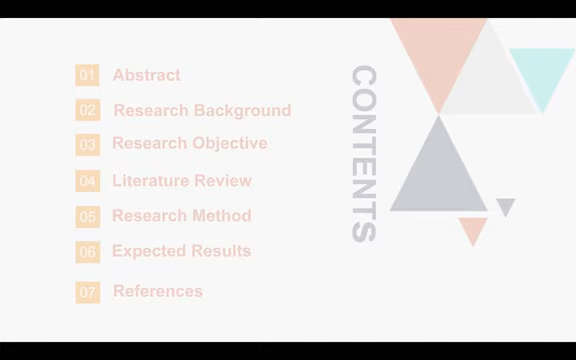 01 Abstract
02 Research Background
03 Research Objective
04 Literature Review
05 Research Method
06 Expected Results
07 References
CONTENTS